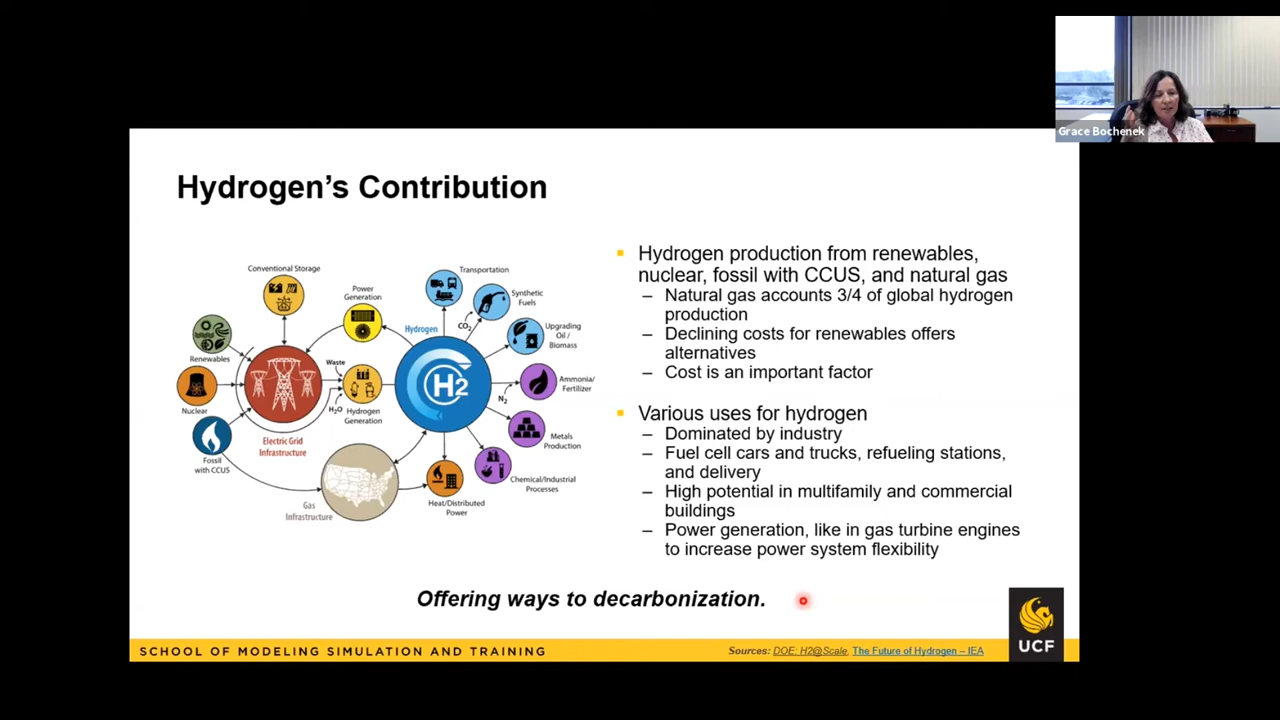 Grace Bochenek
Hydrogen's Contribution
Conventional Storage
Power
Generation
Renewables
Nuclear
Fossil
with CCUS
Electric Grid
Infrastructure
Waste
H₂O
Hydrogen
Generation
Gas
Infrastructure
Hydrogen
H2
Transportation
CO₂
Synthetic
Fuels
Upgrading
Oil /
Biomass
N₂
Ammonia/
Fertilizer
Metals
Production
Chemical/Industrial
Processes
Heat/Distributed
Power
Hydrogen production from renewables,
nuclear, fossil with CCUS, and natural gas
– Natural gas accounts 3/4 of global hydrogen
production
– Declining costs for renewables offers
alternatives
– Cost is an important factor
Various uses for hydrogen
– Dominated by industry
– Fuel cell cars and trucks, refueling stations,
and delivery
– High potential in multifamily and commercial
buildings
– Power generation, like in gas turbine engines
to increase power system flexibility
Offering ways to decarbonization.
SCHOOL OF MODELING SIMULATION AND TRAINING
Sources: DOE: H2@Scale, The Future of Hydrogen – IEA
UCF